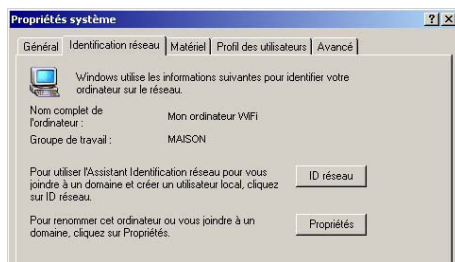 Propriétés système
Général
Identification réseau
Matériel
Profil des utilisateurs
Avancé
Windows utilise les informations suivantes pour identifier votre
ordinateur sur le réseau.
Nom complet de
l'ordinateur :
Mon ordinateur WiFi
Groupe de travail :
MAISON
Pour utiliser l'Assistant Identification réseau pour vous
joindre à un domaine et créer un utilisateur local, cliquez
sur ID réseau.
ID réseau
Pour renommer cet ordinateur ou vous joindre à un
domaine, cliquez sur Propriétés.
Propriétés